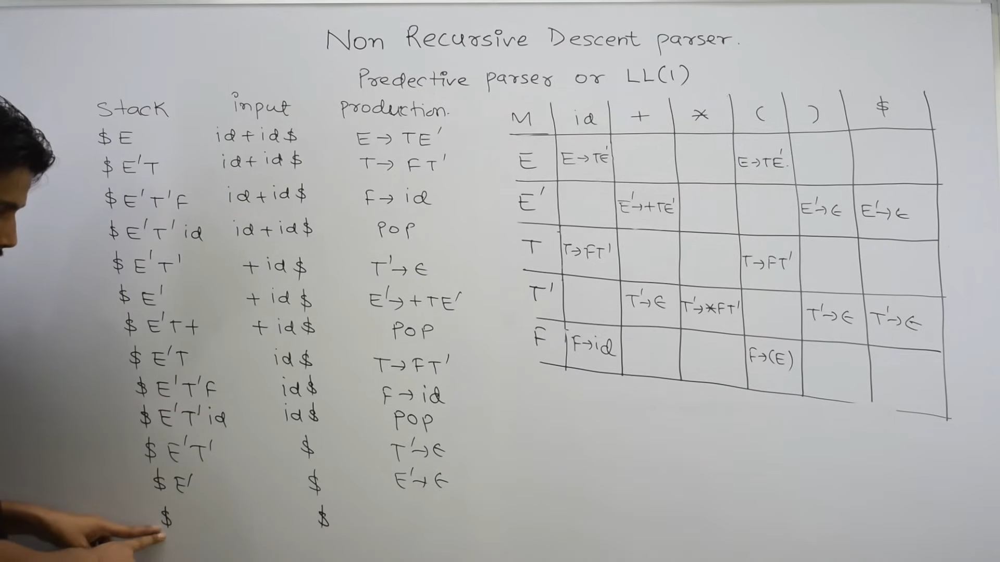 Non Recursive Descent parser.
Predective parser or LL(1)
Stack input production.
$ E id + id $ E → TE'
$ E'T id + id $ T → FT'
$ E'T'F id + id $ F → id
$ E'T'id id + id $ POP
$ E'T' + id $ T' → ϵ
$ E' + id $ E' → + TE'
$ E'T+ + id $ POP
$ E'T id $ T → FT'
$ E'T'F id $ F → id
$ E'T'id id $ POP
$ E'T' $ T' → ϵ
$ E' $ E' → ϵ
$ $
M id + * ( ) $
E E → TE' E → TE'.
E' E' → +TE' E' → ϵ E' → ϵ
T T → FT' T → FT'
T' T' → ϵ T' → *FT' T' → ϵ T' → ϵ
F F → id F → (E)